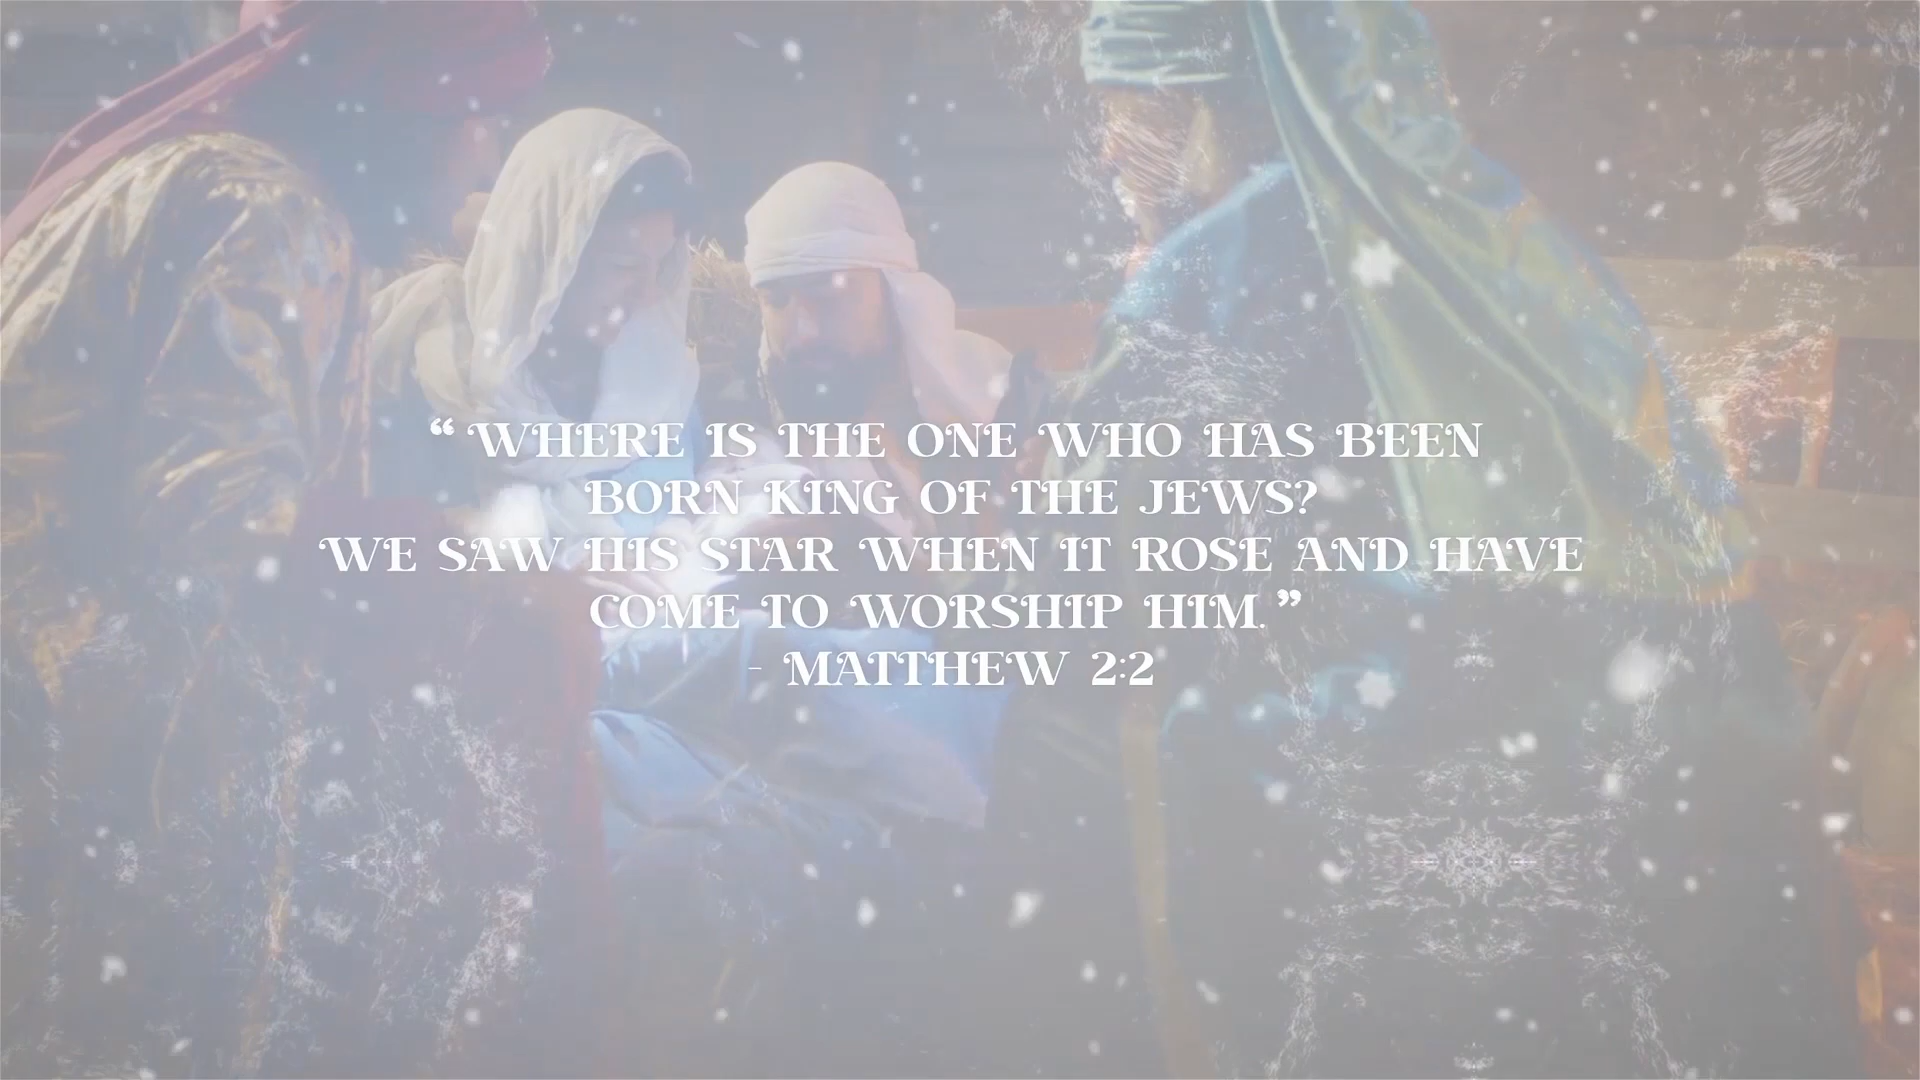 “ WHERE IS THE ONE WHO HAS BEEN
BORN KING OF THE JEWS?
WE SAW HIS STAR WHEN IT ROSE AND HAVE
COME TO WORSHIP HIM.”
- MATTHEW 2:2